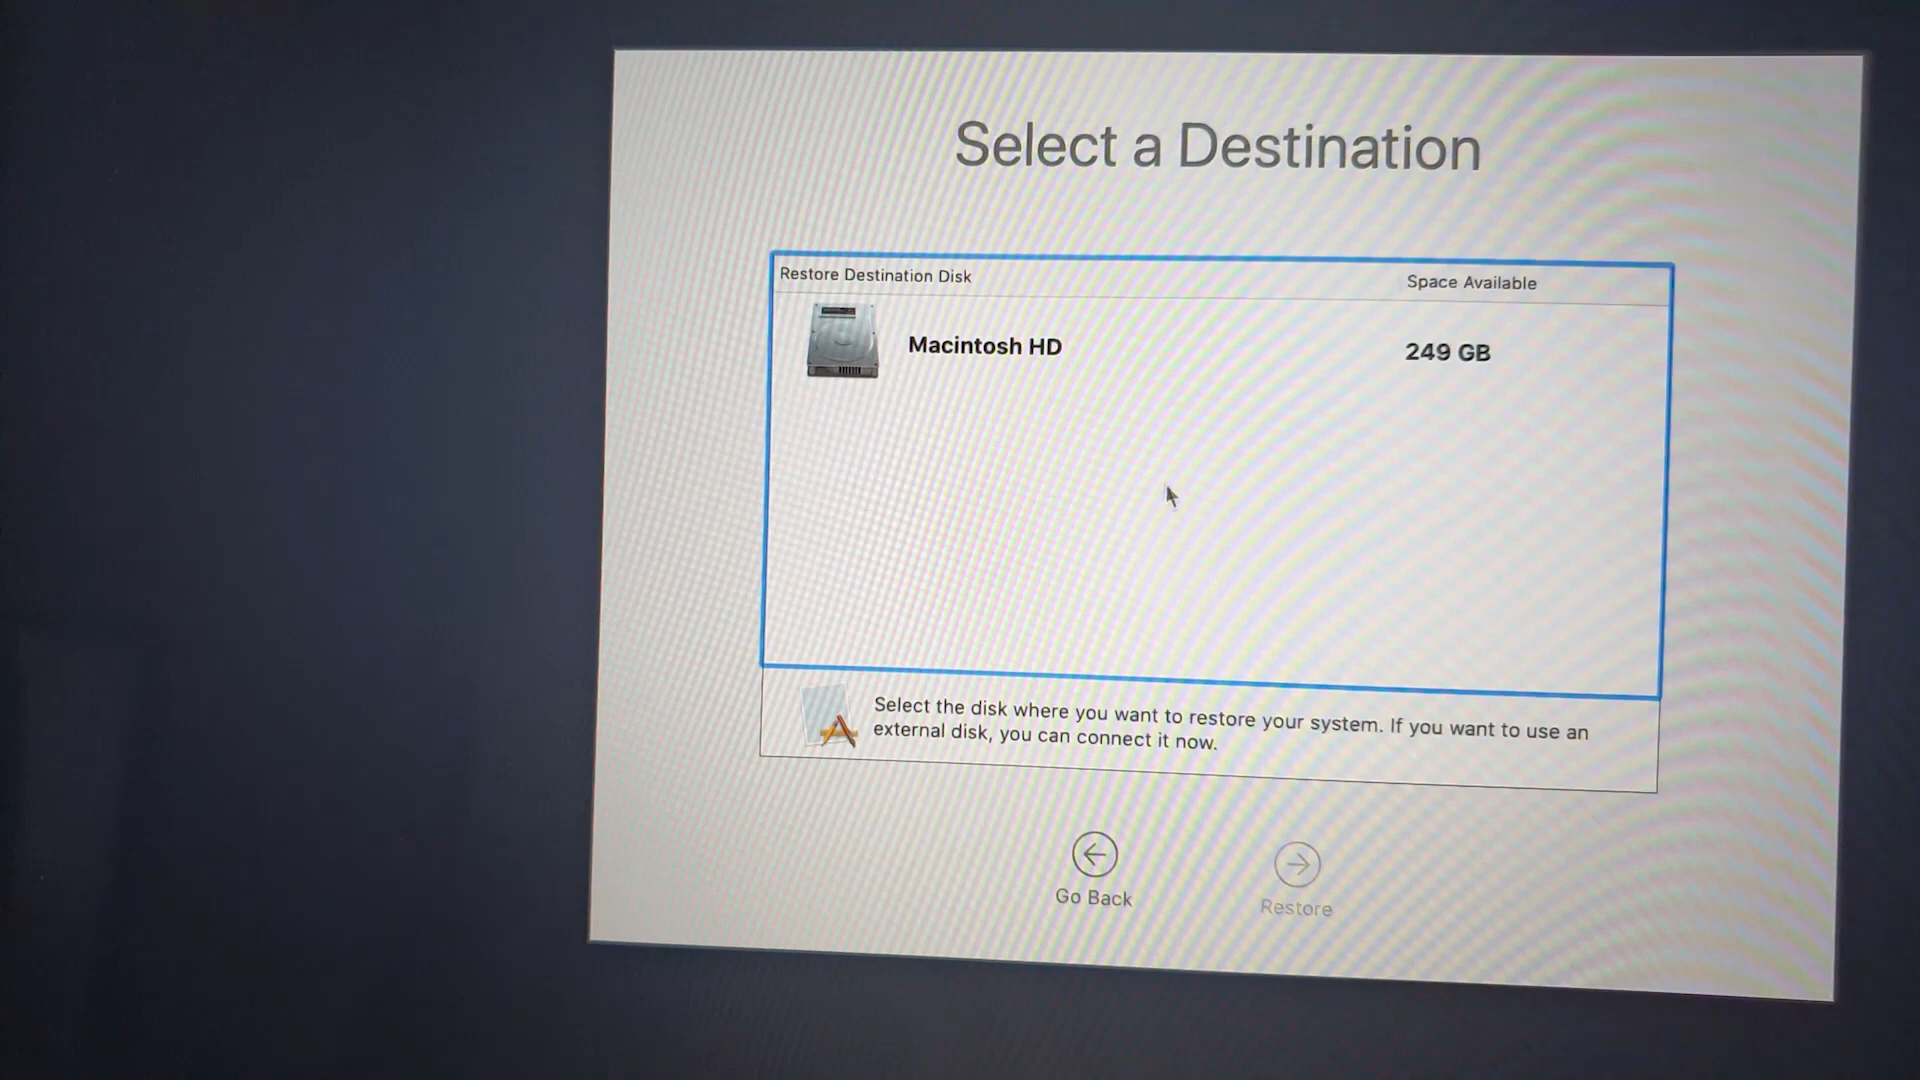 Select a Destination
Restore Destination Disk
Space Available
Macintosh HD
249 GB
Select the disk where you want to restore your system. If you want to use an
external disk, you can connect it now.
Go Back
Restore